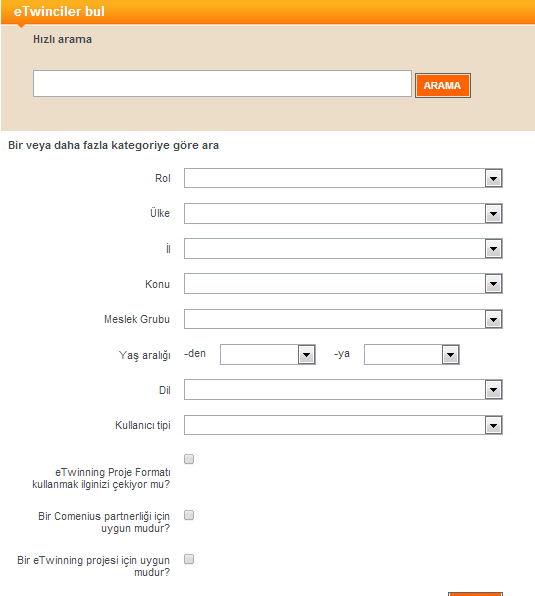 eTwinciler bul
Hızlı arama
ARAMA
Bir veya daha fazla kategoriye göre ara
Rol
Ülke
İl
Konu
Meslek Grubu
Yaş aralığı -den -ya
Dil
Kullanıcı tipi
eTwinning Proje Formatı
kullanmak ilginizi çekiyor mu?
Bir Comenius partnerliği için
uygun mudur?
Bir eTwinning projesi için uygun
mudur?